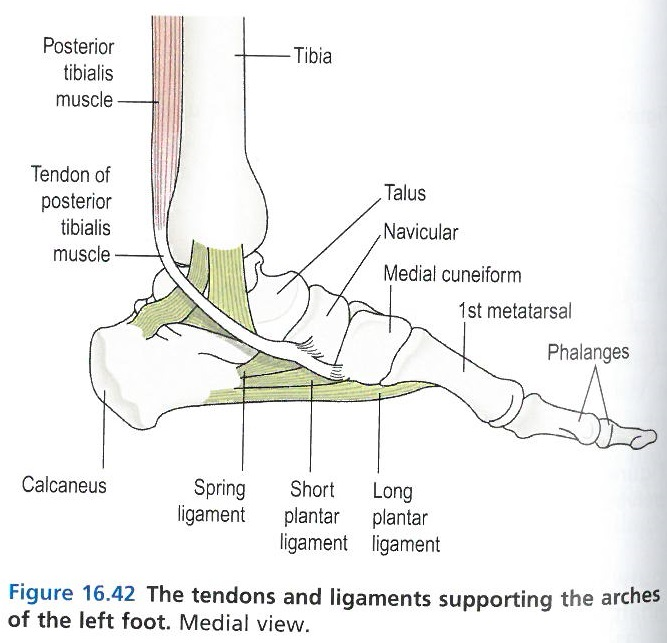 Posterior
tibialis
muscle
Tibia
Tendon of
posterior
tibialis
muscle
Talus
Navicular
Medial cuneiform
1st metatarsal
Phalanges
Calcaneus
Spring
ligament
Short
plantar
ligament
Long
plantar
ligament
Figure 16.42 The tendons and ligaments supporting the arches
of the left foot. Medial view.